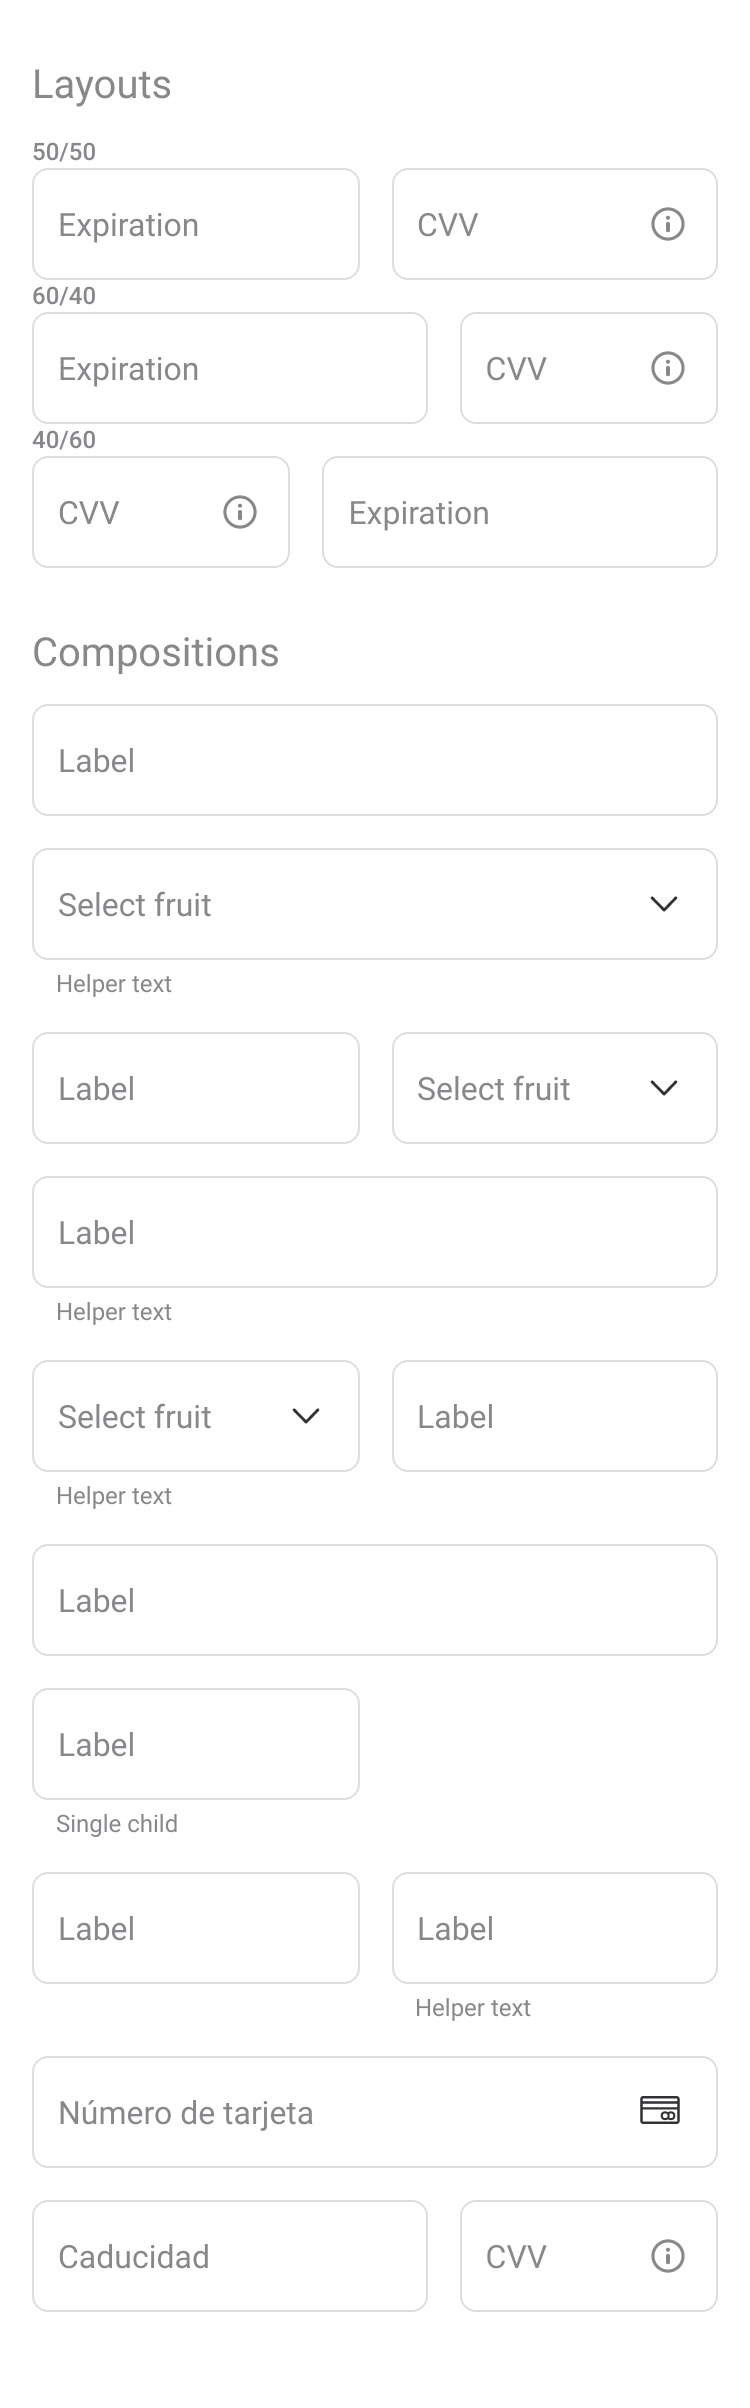 Layouts
50/50
Expiration CVV
60/40
Expiration CVV
40/60
CVV Expiration
Compositions
Label
Select fruit
Helper text
Label Select fruit
Label
Helper text
Select fruit Label
Helper text
Label
Label
Single child
Label Label
Helper text
Número de tarjeta
Caducidad CVV